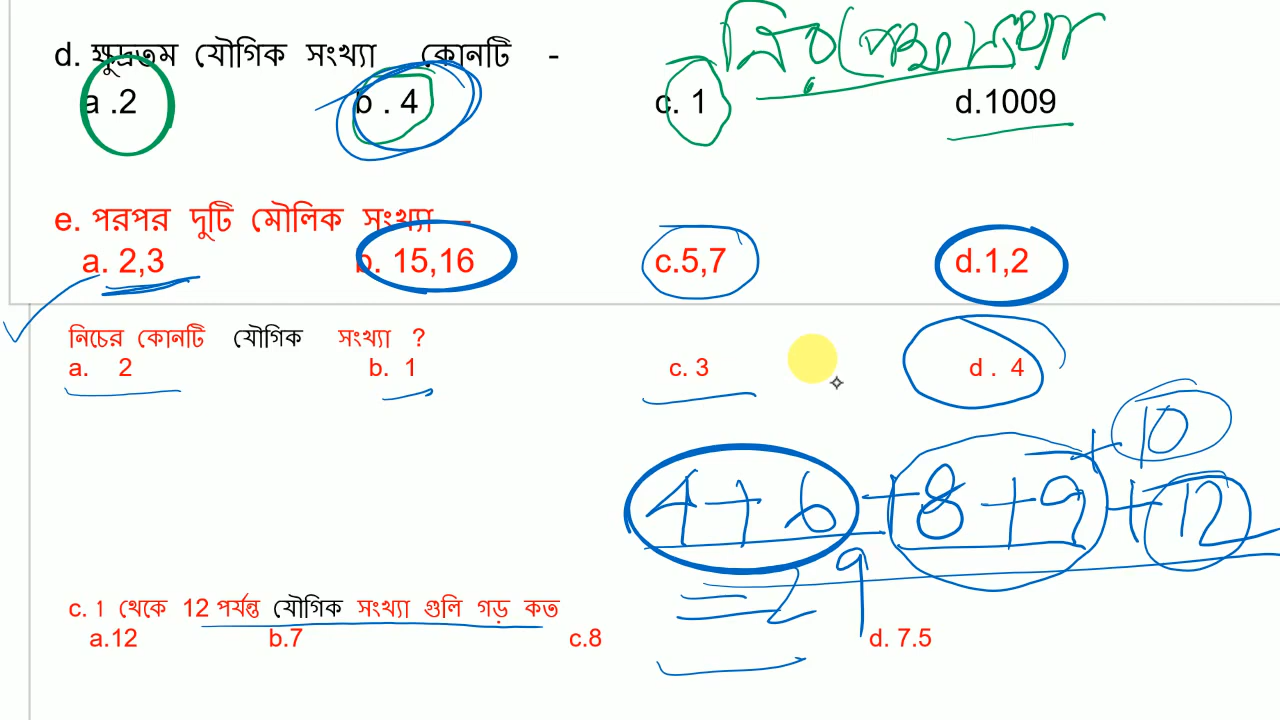 d. ক্ষুদ্রতম যৌগিক সংখ্যা কোনটি -
a .2 b . 4 c. 1 d.1009
e. পরপর দুটি মৌলিক সংখ্যা -
a. 2,3 b. 15,16 c.5,7 d.1,2
নিচের কোনটি যৌগিক সংখ্যা ?
a. 2 b. 1 c. 3 d . 4
+ 10
4 + 6 + 8 + 9 + 12
= 29
c. 1 থেকে 12 পর্যন্ত যৌগিক সংখ্যা গুলি গড় কত
a.12 b.7 c.8 d. 7.5